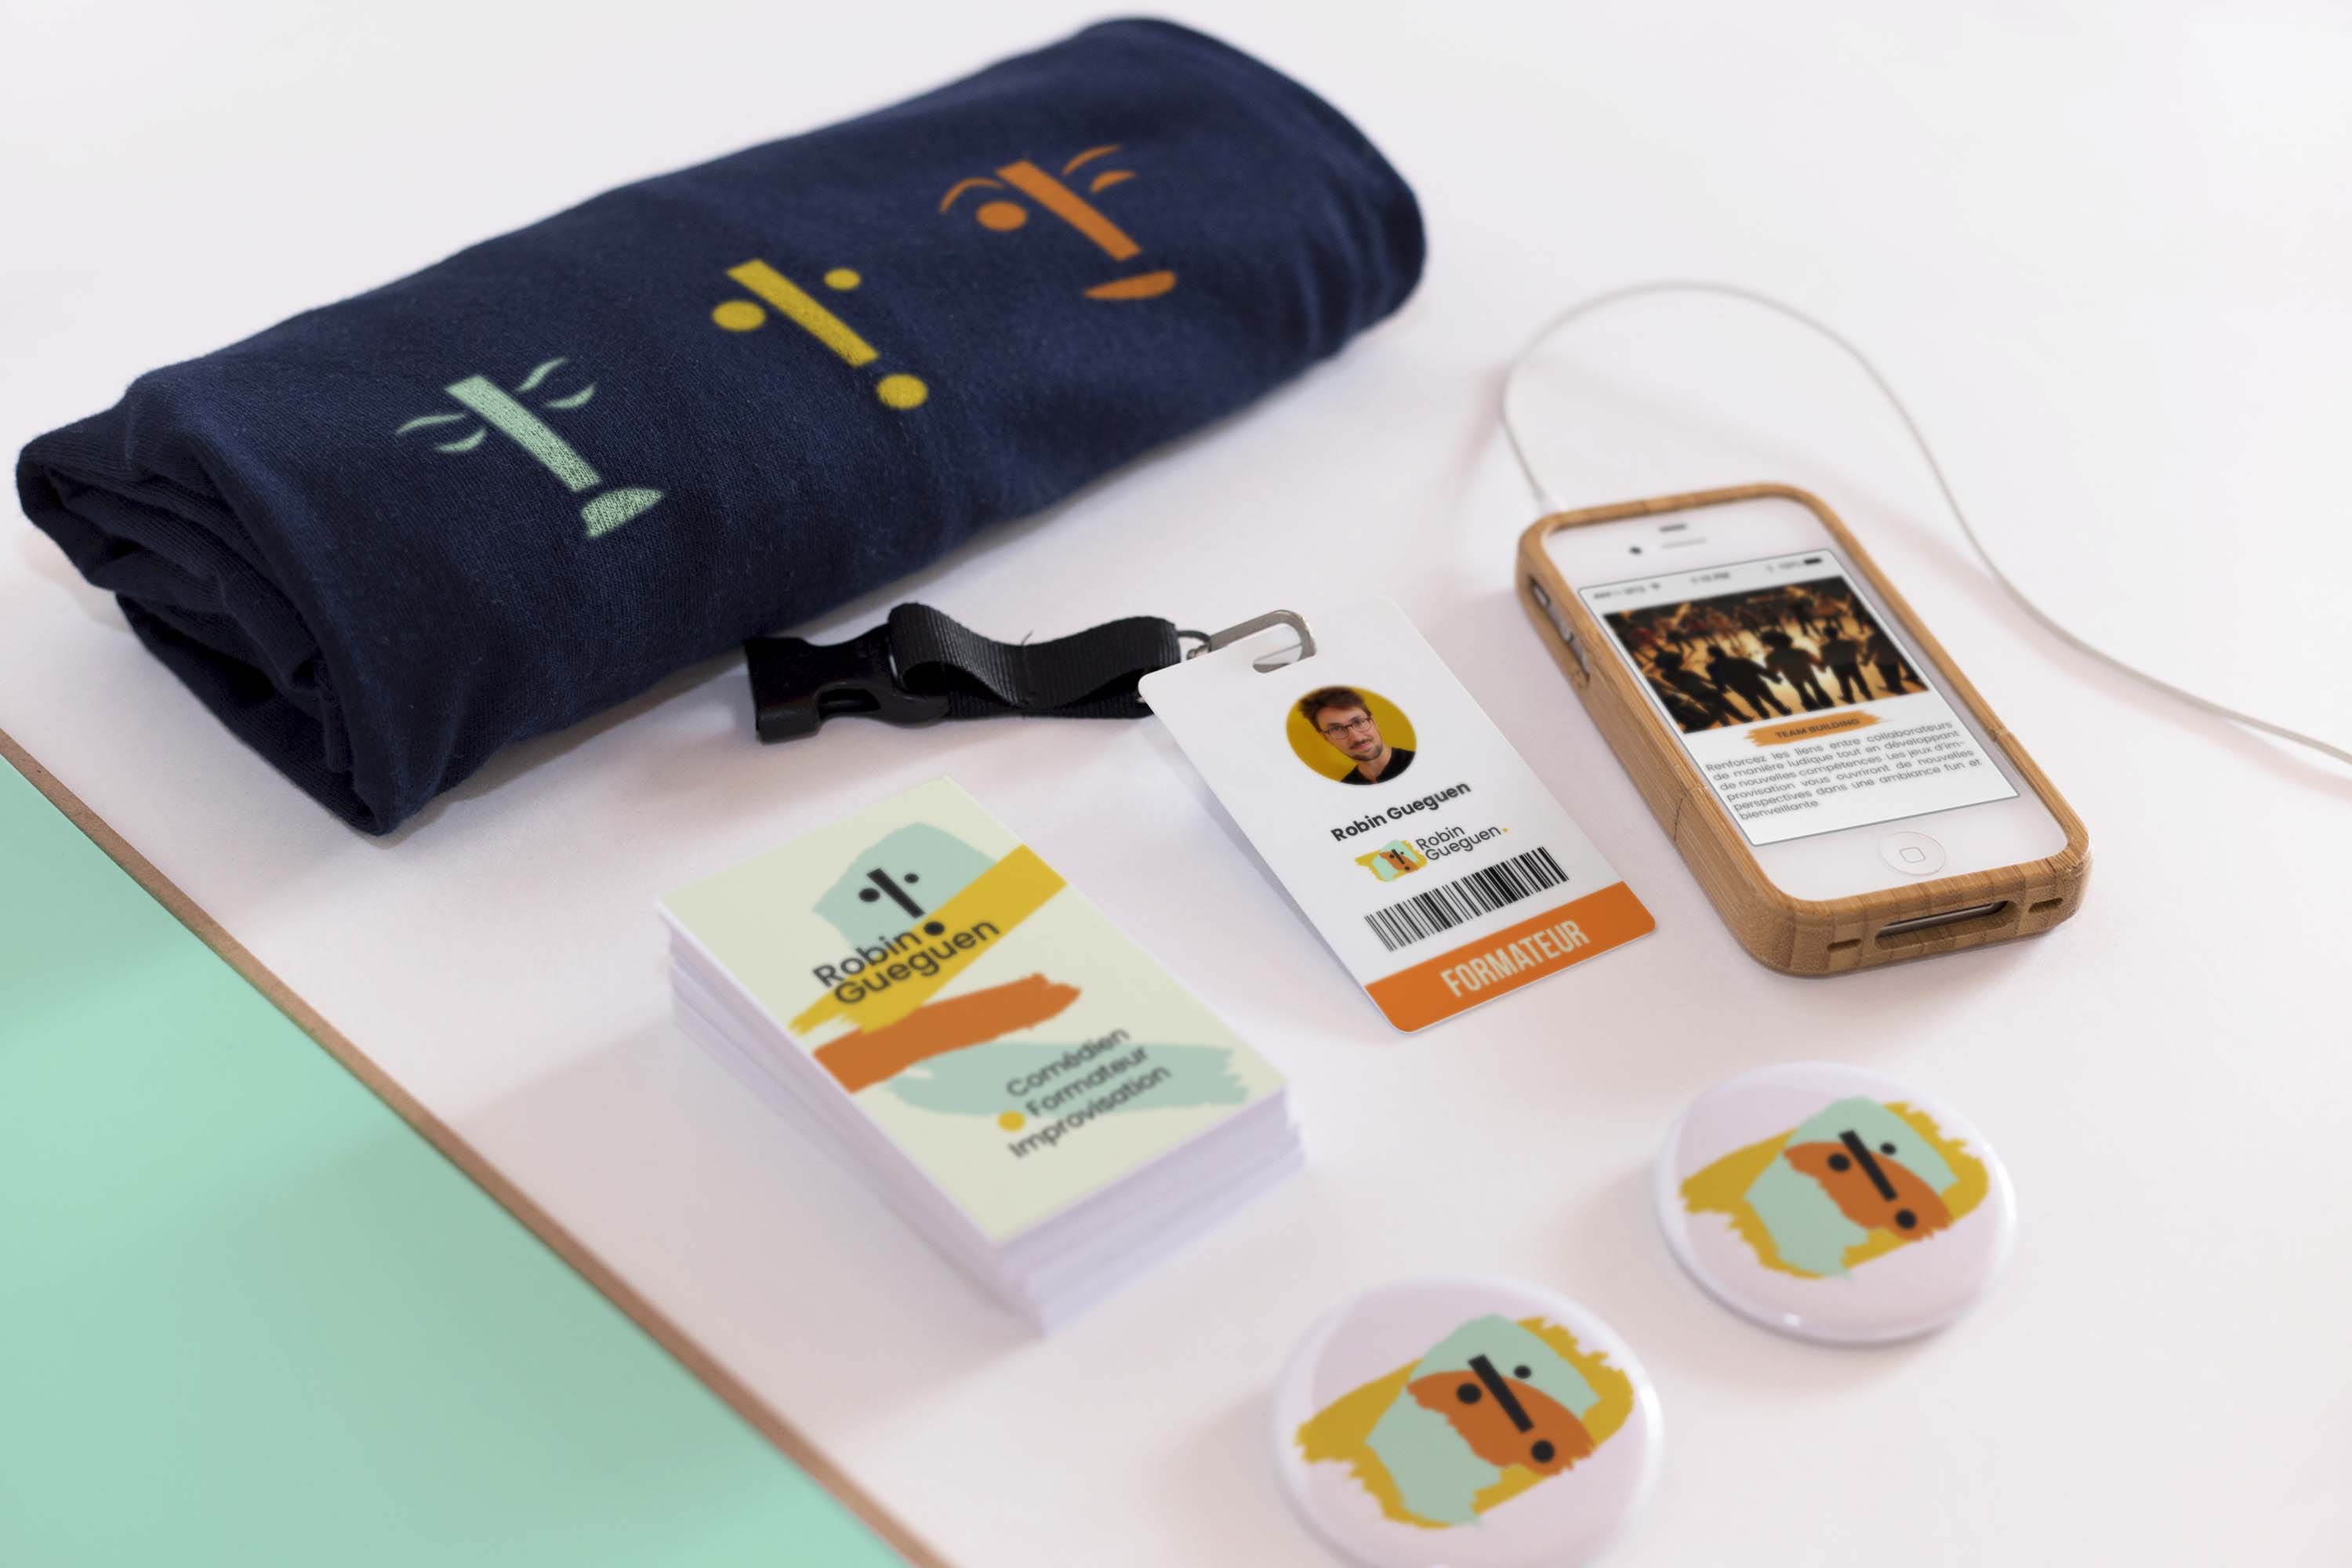 Robin
Gueguen
Comédien
Formateur
Improvisation
Robin Gueguen
Robin
Gueguen.
FORMATEUR
TEAM BUILDING
Renforcez les liens entre collaborateurs
de manière ludique tout en développant
de nouvelles compétences. Les jeux d'im-
provisation vous ouvriront de nouvelles
perspectives dans une ambiance fun et
bienveillante.